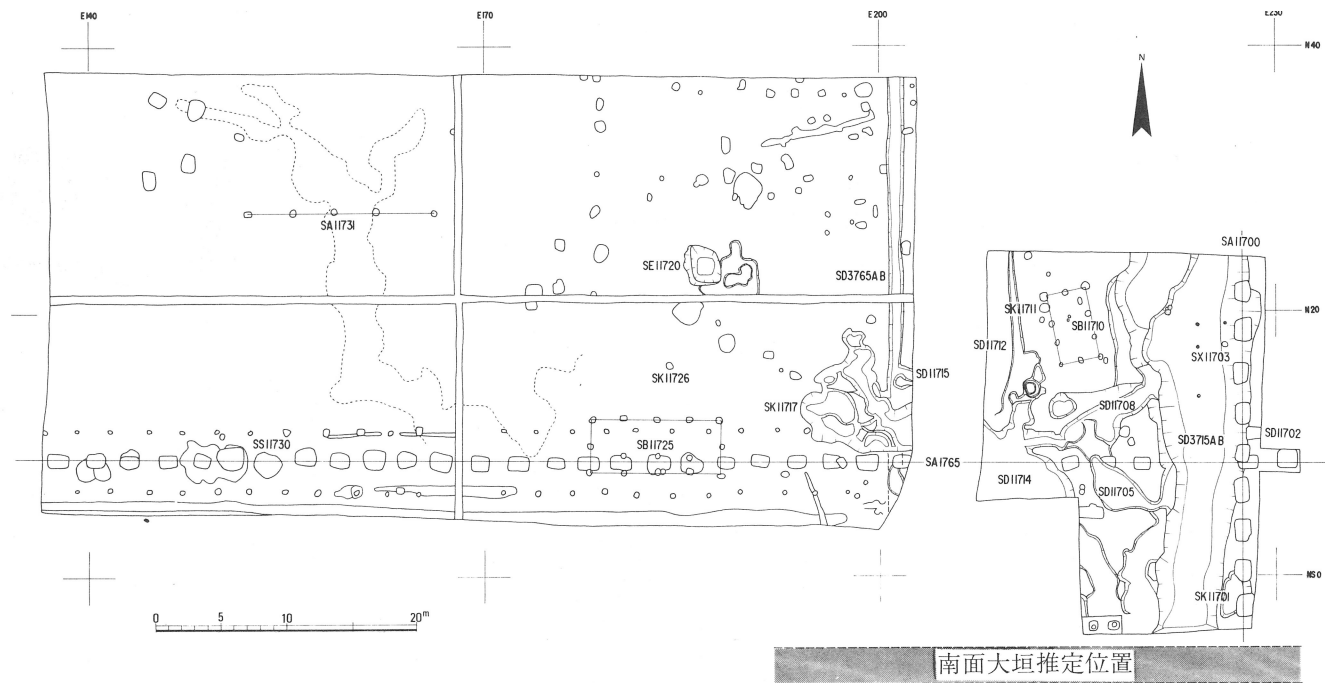 E140
E170
E200
E230
N40
N
SA11731
SE11720
SD3765AB
SA11700
SK11711
SB11710
N20
SD11712
SX11703
SK11726
SD11715
SK11717
SD11708
SS11730
SB11725
SD3715AB
SD11702
SA1765
SD11714
SD11705
N50
SK11701
0 5 10 20m
南面大垣推定位置